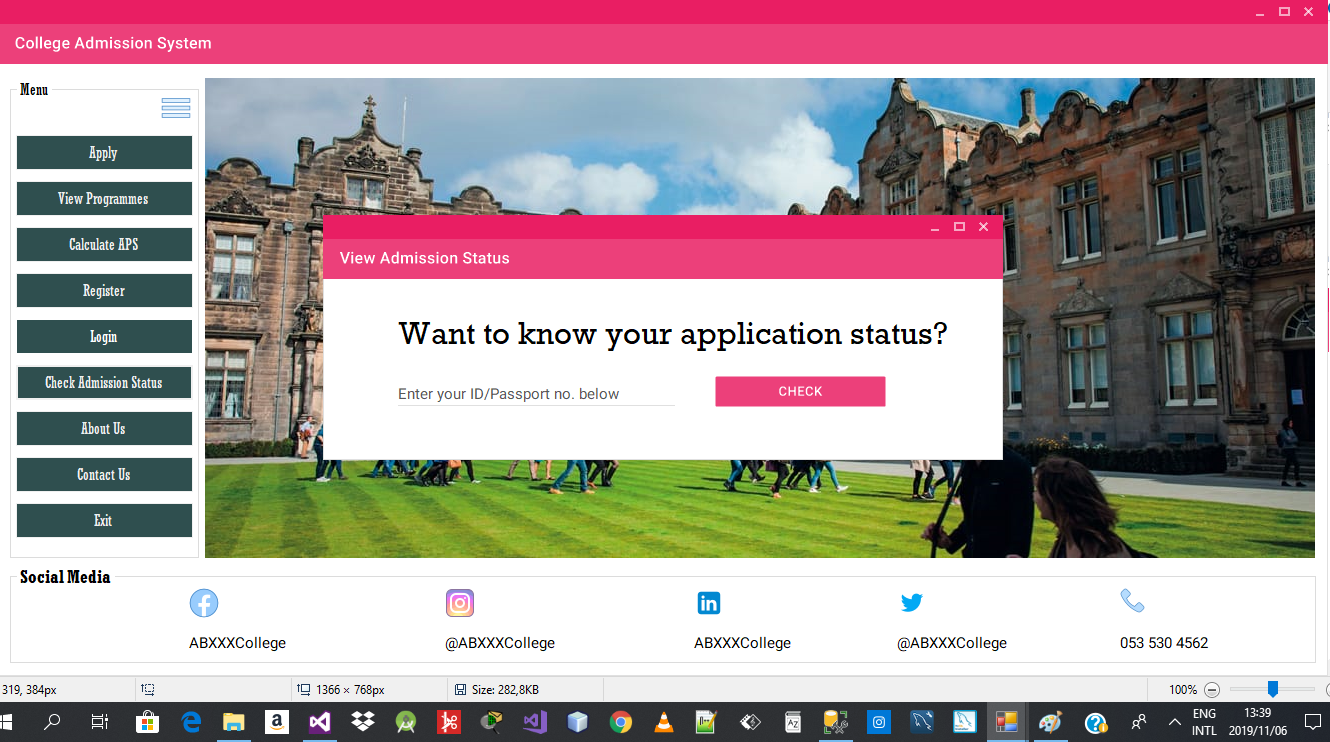 College Admission System
Menu
Apply
View Programmes
Calculate APS
Register
Login
Check Admission Status
About Us
Contact Us
Exit
View Admission Status
Want to know your application status?
Enter your ID/Passport no. below
CHECK
Social Media
ABXXXCollege
@ABXXXCollege
ABXXXCollege
@ABXXXCollege
053 530 4562
319, 384px
1366 × 768px
Size: 282,8KB
100%
ENG
INTL
13:39
2019/11/06